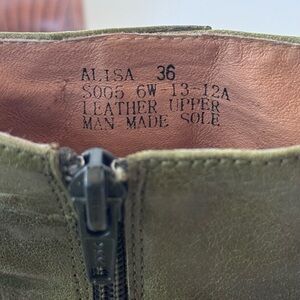 ALISA 36
S005 6W-13-12A
LEATHER UPPER
MAN MADE SOLE